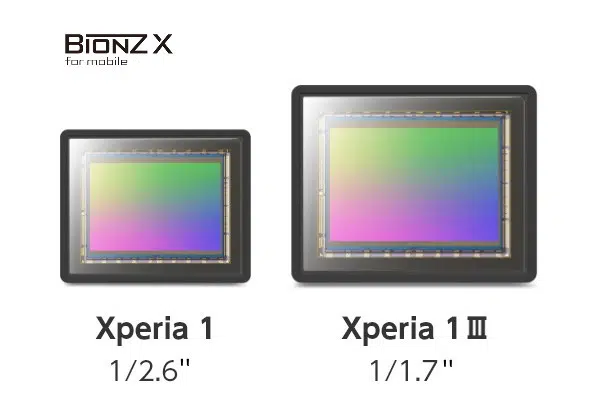 BIONZ X
for mobile
Xperia 1
Xperia 1 III
1/2.6"
1/1.7"